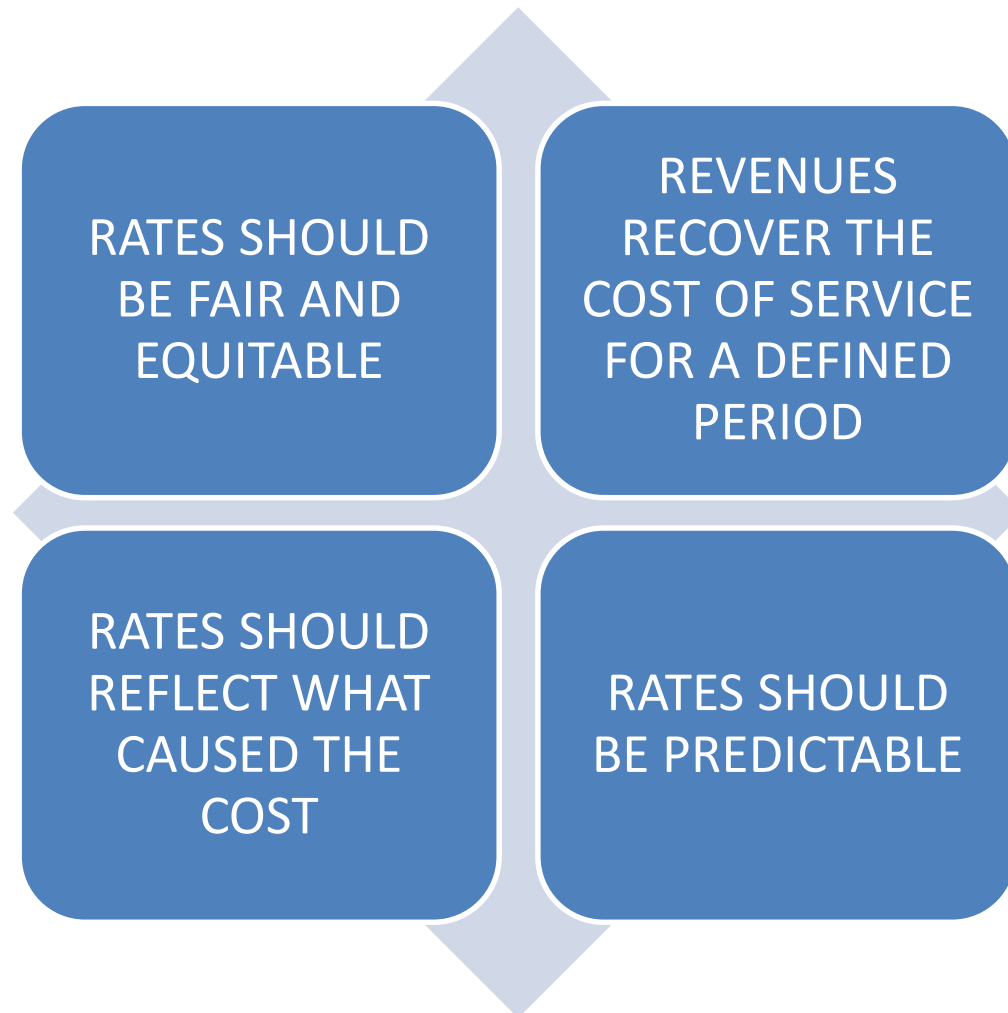 RATES SHOULD
BE FAIR AND
EQUITABLE
REVENUES
RECOVER THE
COST OF SERVICE
FOR A DEFINED
PERIOD
RATES SHOULD
REFLECT WHAT
CAUSED THE
COST
RATES SHOULD
BE PREDICTABLE